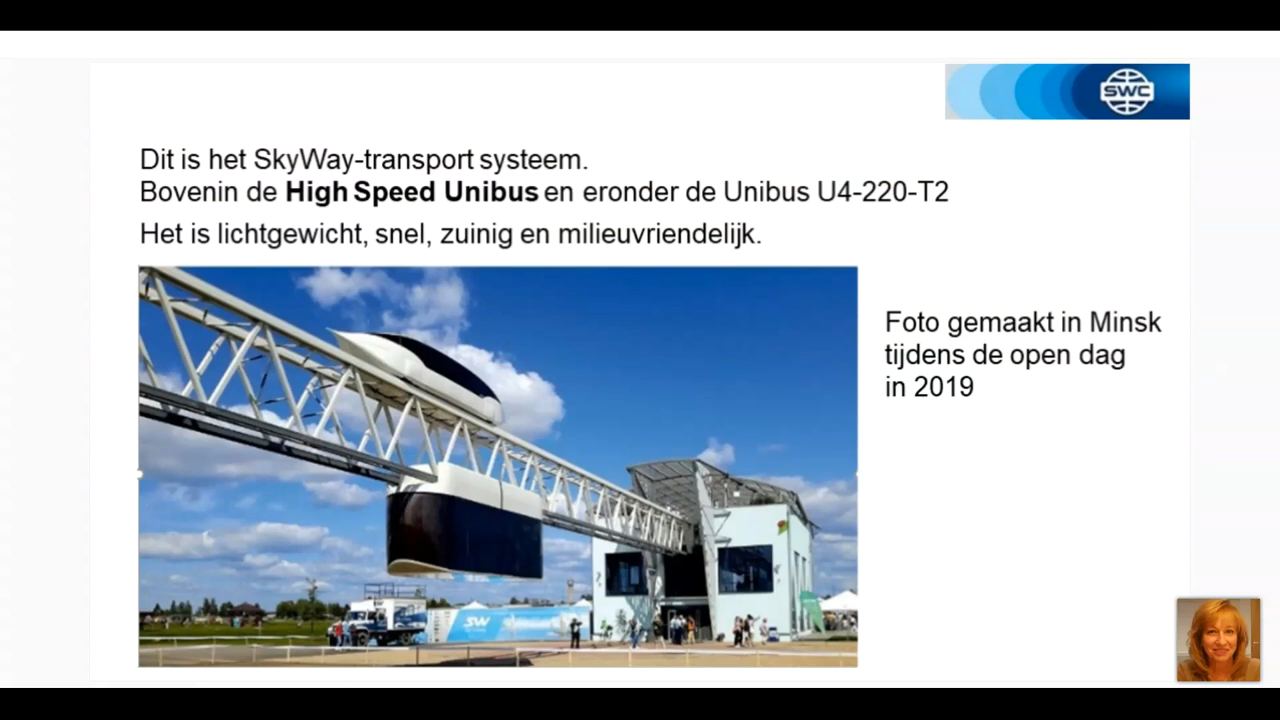 SWC
Dit is het SkyWay-transport systeem.
Bovenin de High Speed Unibus en eronder de Unibus U4-220-T2
Het is lichtgewicht, snel, zuinig en milieuvriendelijk.
Foto gemaakt in Minsk
tijdens de open dag
in 2019
SW